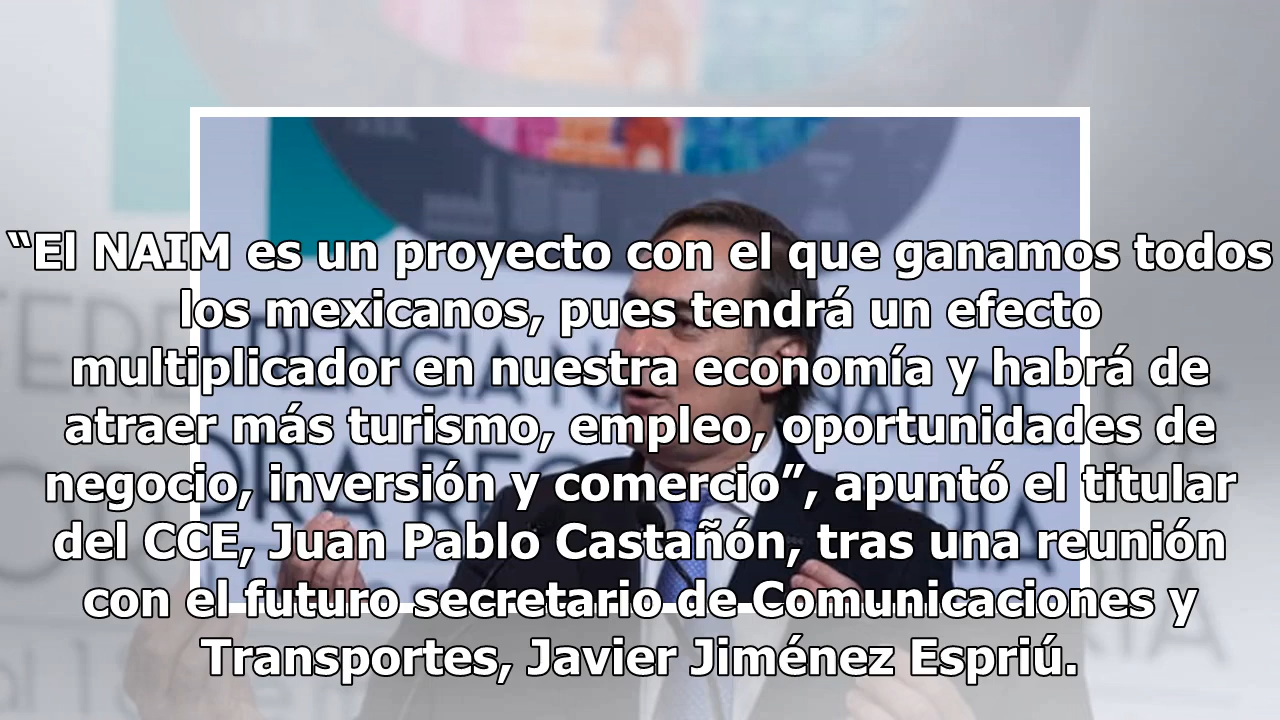 “El NAIM es un proyecto con el que ganamos todos
los mexicanos, pues tendrá un efecto
multiplicador en nuestra economía y habrá de
atraer más turismo, empleo, oportunidades de
negocio, inversión y comercio”, apuntó el titular
del CCE, Juan Pablo Castañón, tras una reunión
con el futuro secretario de Comunicaciones y
Transportes, Javier Jiménez Espriú.